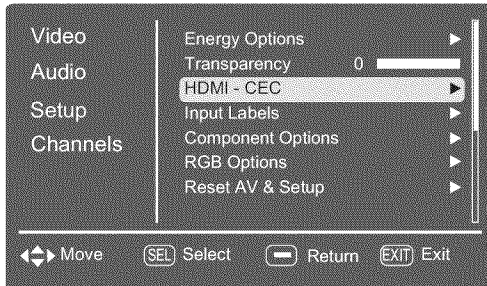 Video
Audio
Setup
Channels
Energy Options
Transparency 0
HDMI - CEC
Input Labels
Component Options
RGB Options
Reset AV & Setup
Move SEL Select Return EXIT Exit